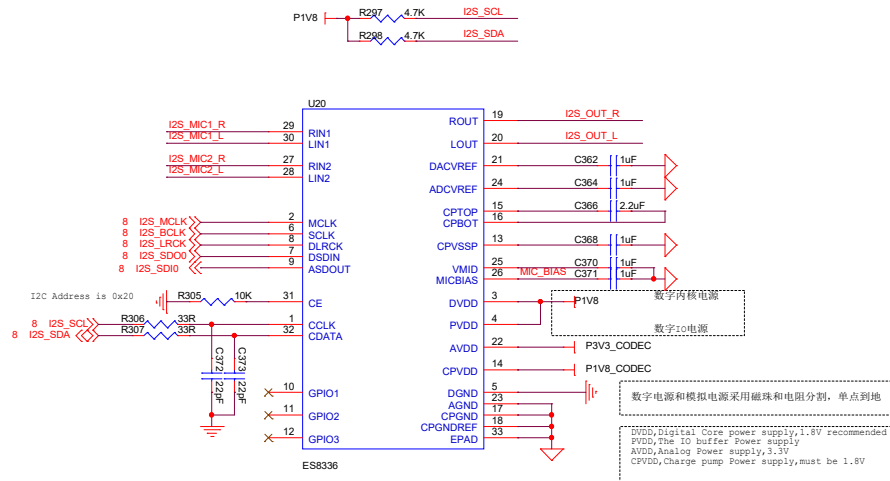 P1V8
R297 4.7K I2S_SCL
R298 4.7K I2S_SDA
U20
I2S_MIC1_R 29 RIN1
I2S_MIC1_L 30 LIN1
I2S_MIC2_R 27 RIN2
I2S_MIC2_L 28 LIN2
8 I2S_MCLK 2 MCLK
8 I2S_BCLK 6 SCLK
8 I2S_LRCK 8 DLRCK
8 I2S_SDO0 7 DSDIN
8 I2S_SDI0 9 ASDOUT
I2C Address is 0x20
R305 10K 31 CE
8 I2S_SCL R306 33R 1 CCLK
8 I2S_SDA R307 33R 32 CDATA
C372 22pF
C373 22pF
10 GPIO1
11 GPIO2
12 GPIO3
ES8336
ROUT 19 I2S_OUT_R
LOUT 20 I2S_OUT_L
DACVREF 21 C362 1uF
ADCVREF 24 C364 1uF
CPTOP 15 C366 2.2uF
CPBOT 16
CPVSSP 13 C368 1uF
VMID 25 C370 1uF
MICBIAS 26 MIC_BIAS C371 1uF
DVDD 3 P1V8 数字内核电源
PVDD 4 数字IO电源
AVDD 22 P3V3_CODEC
CPVDD 14 P1V8_CODEC
DGND 5
AGND 23
CPGND 17
CPGNDREF 18
EPAD 33
数字电源和模拟电源采用磁珠和电阻分割，单点到地
DVDD,Digital Core power supply,1.8V recommended
PVDD,The IO buffer Power supply
AVDD,Analog Power supply,3.3V
CPVDD,Charge pump Power supply,must be 1.8V